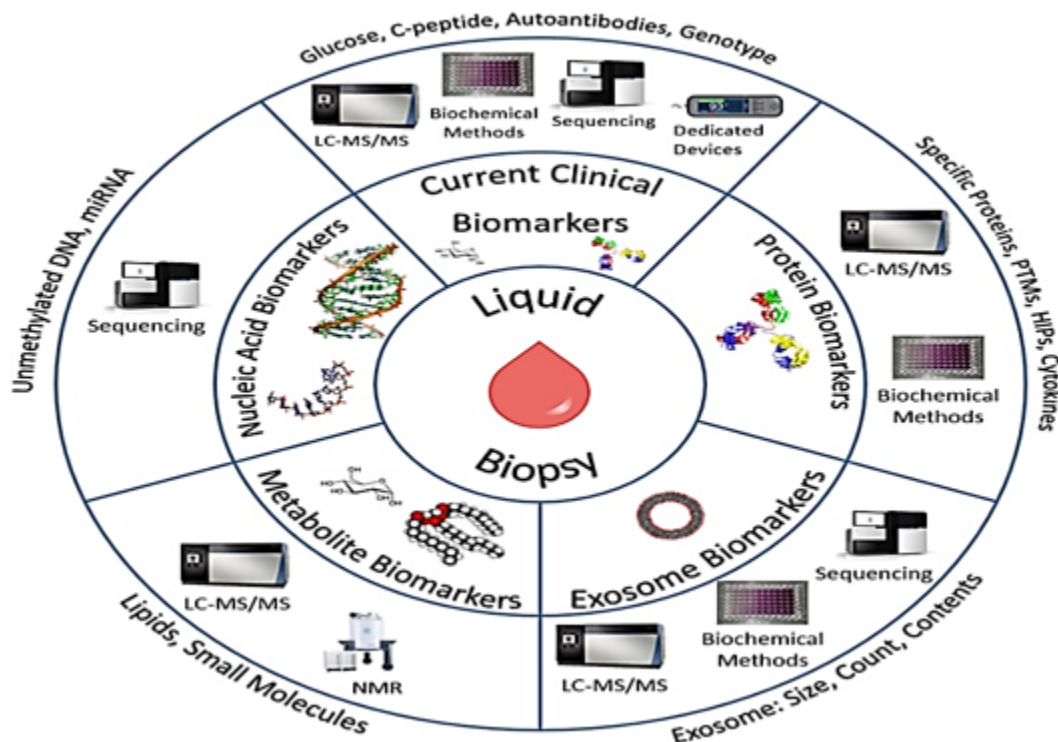 Glucose, C-peptide, Autoantibodies, Genotype
LC-MS/MS
Biochemical
Methods
Sequencing
93
Dedicated
Devices
Current Clinical
Biomarkers
Specific Proteins, PTMs, HIPs, Cytokines
LC-MS/MS
Biochemical
Methods
Protein Biomarkers
Unmethylated DNA, miRNA
Sequencing
Nucleic Acid Biomarkers
Liquid
Biopsy
Metabolite Biomarkers
LC-MS/MS
NMR
Lipids, Small Molecules
Exosome Biomarkers
Sequencing
Biochemical
Methods
LC-MS/MS
Exosome: Size, Count, Contents